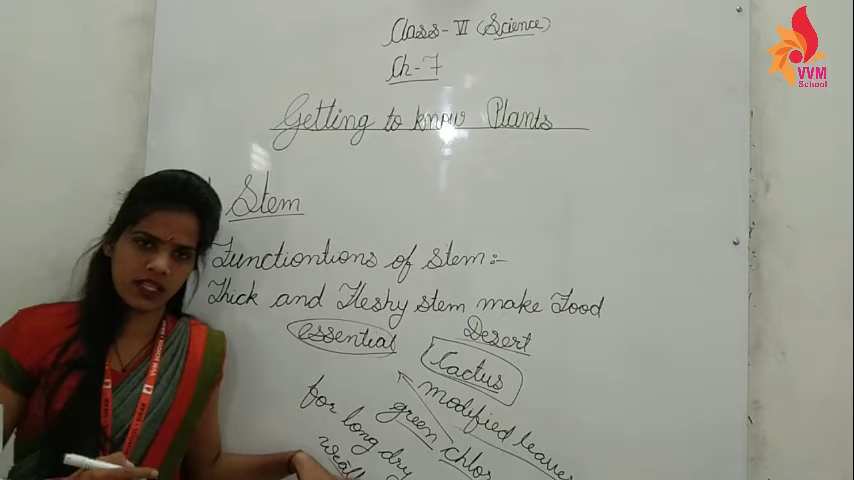 Class - VI (Science)
Ch - 7
VVM
School
Getting to know Plants
Stem
Functiontions of stem :-
Thick and Fleshy stem make Food
essential
Desert
Cactus
modified leaves
green chlor
for long dry